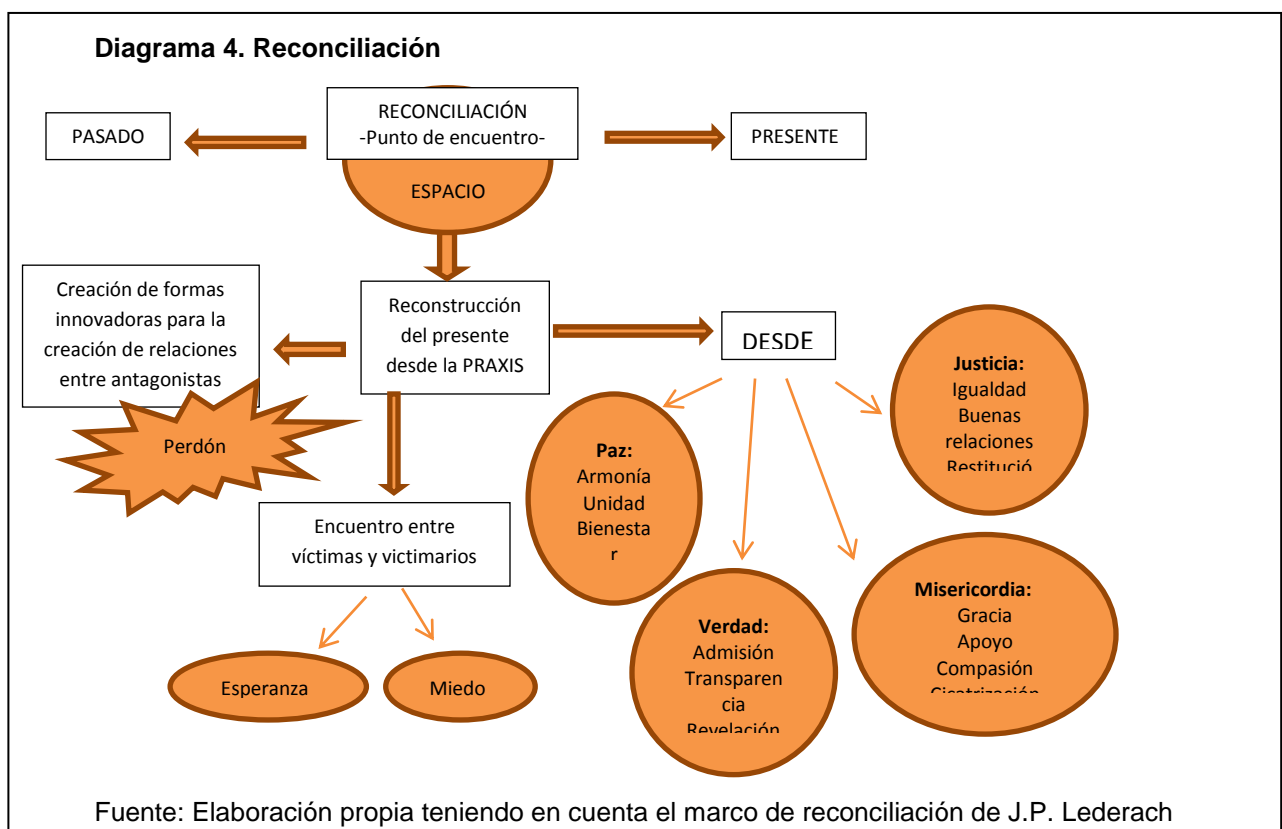 Diagrama 4. Reconciliación
PASADO
RECONCILIACIÓN
-Punto de encuentro-
PRESENTE
ESPACIO
Creación de formas
innovadoras para la
creación de relaciones
entre antagonistas
Perdón
Reconstrucción
del presente
desde la PRAXIS
DESDE
Justicia:
Igualdad
Buenas
relaciones
Restitució
Paz:
Armonía
Unidad
Bienesta
r
Encuentro entre
víctimas y victimarios
Esperanza
Miedo
Verdad:
Admisión
Transparen
cia
Revelación
Misericordia:
Gracia
Apoyo
Compasión
Cicatrización
Fuente: Elaboración propia teniendo en cuenta el marco de reconciliación de J.P. Lederach